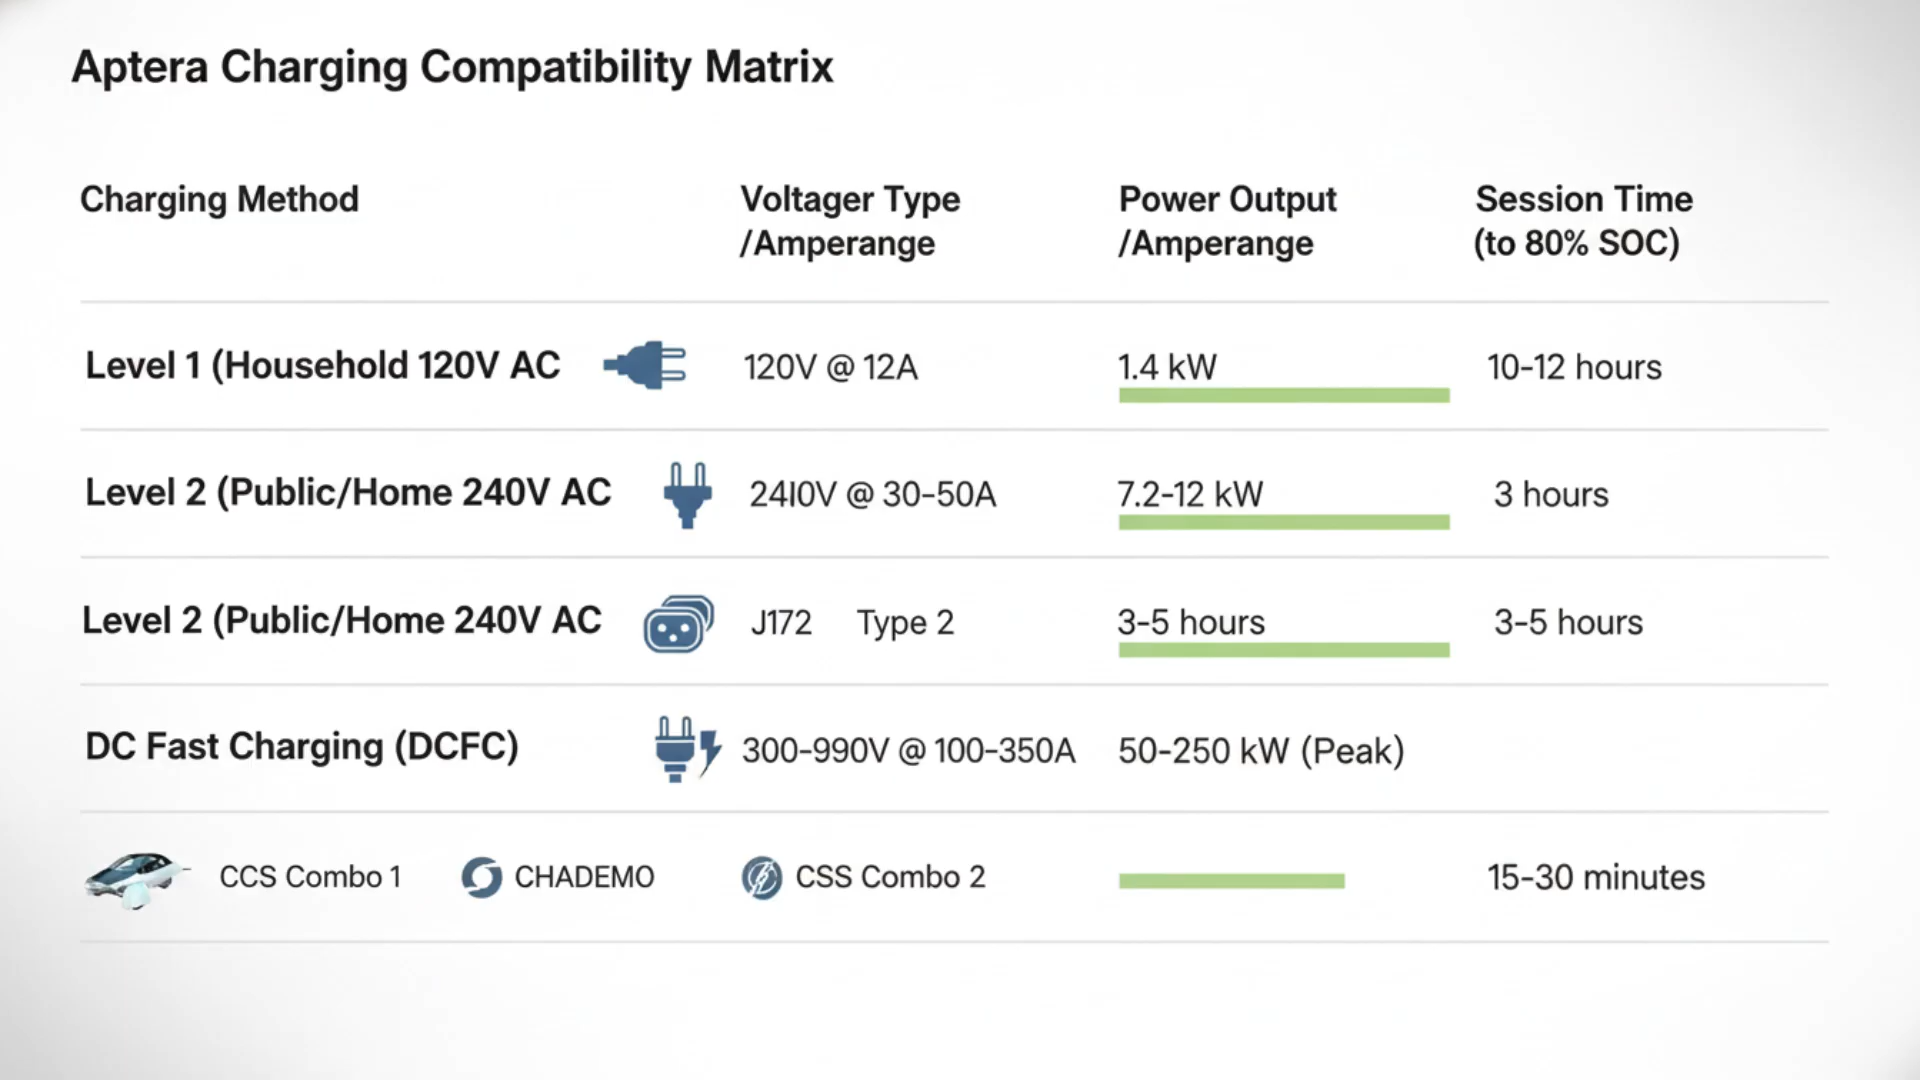 Aptera Charging Compatibility Matrix
Charging Method
Voltager Type
/Amperange
Power Output
/Amperange
Session Time
(to 80% SOC)
Level 1 (Household 120V AC
120V @ 12A
1.4 kW
10-12 hours
Level 2 (Public/Home 240V AC
24I0V @ 30-50A
7.2-12 kW
3 hours
Level 2 (Public/Home 240V AC
J172 Type 2
3-5 hours
3-5 hours
DC Fast Charging (DCFC)
300-990V @ 100-350A
50-250 kW (Peak)
CCS Combo 1
CHADEMO
CSS Combo 2
15-30 minutes